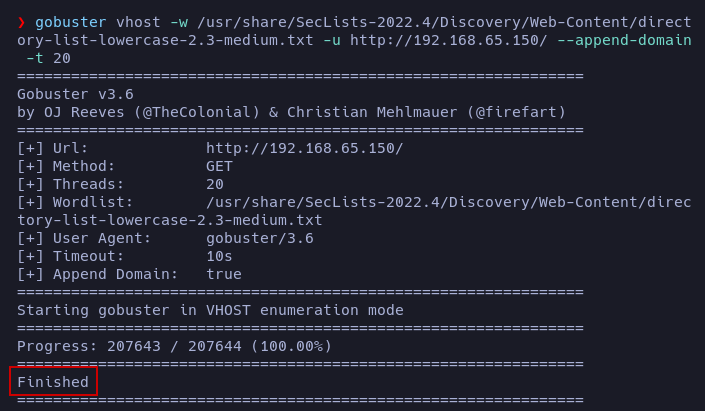 ❯ gobuster vhost -w /usr/share/SecLists-2022.4/Discovery/Web-Content/direct
ory-list-lowercase-2.3-medium.txt -u http://192.168.65.150/ --append-domain
-t 20
===============================================================
Gobuster v3.6
by OJ Reeves (@TheColonial) & Christian Mehlmauer (@firefart)
===============================================================
[+] Url:             http://192.168.65.150/
[+] Method:          GET
[+] Threads:         20
[+] Wordlist:        /usr/share/SecLists-2022.4/Discovery/Web-Content/direc
tory-list-lowercase-2.3-medium.txt
[+] User Agent:      gobuster/3.6
[+] Timeout:         10s
[+] Append Domain:   true
===============================================================
Starting gobuster in VHOST enumeration mode
===============================================================
Progress: 207643 / 207644 (100.00%)
===============================================================
Finished
===============================================================